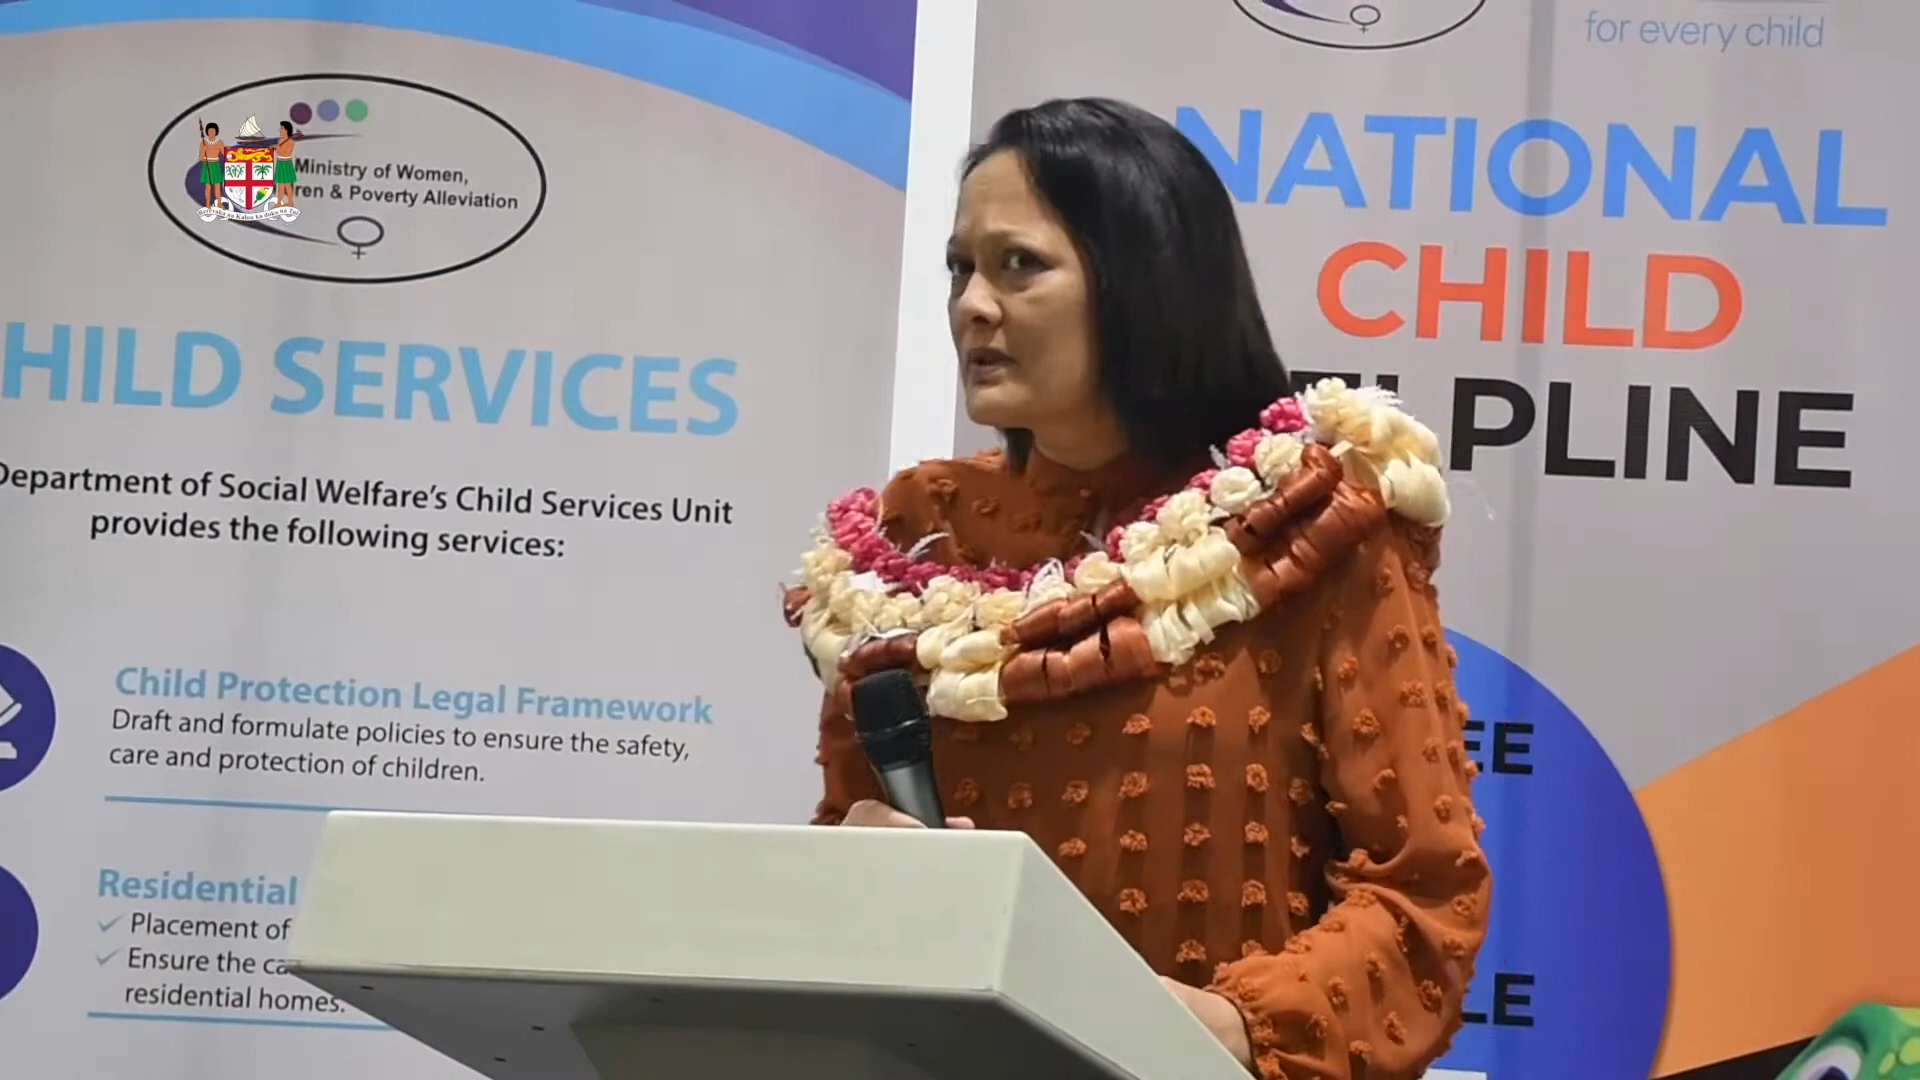 Ministry of Women,
ren & Poverty Alleviation
HILD SERVICES
Department of Social Welfare's Child Services Unit
provides the following services:
Child Protection Legal Framework
Draft and formulate policies to ensure the safety,
care and protection of children.
Residential
Placement of
Ensure the ca
residential homes.
for every child
NATIONAL
CHILD
ELPLINE
EE
LE